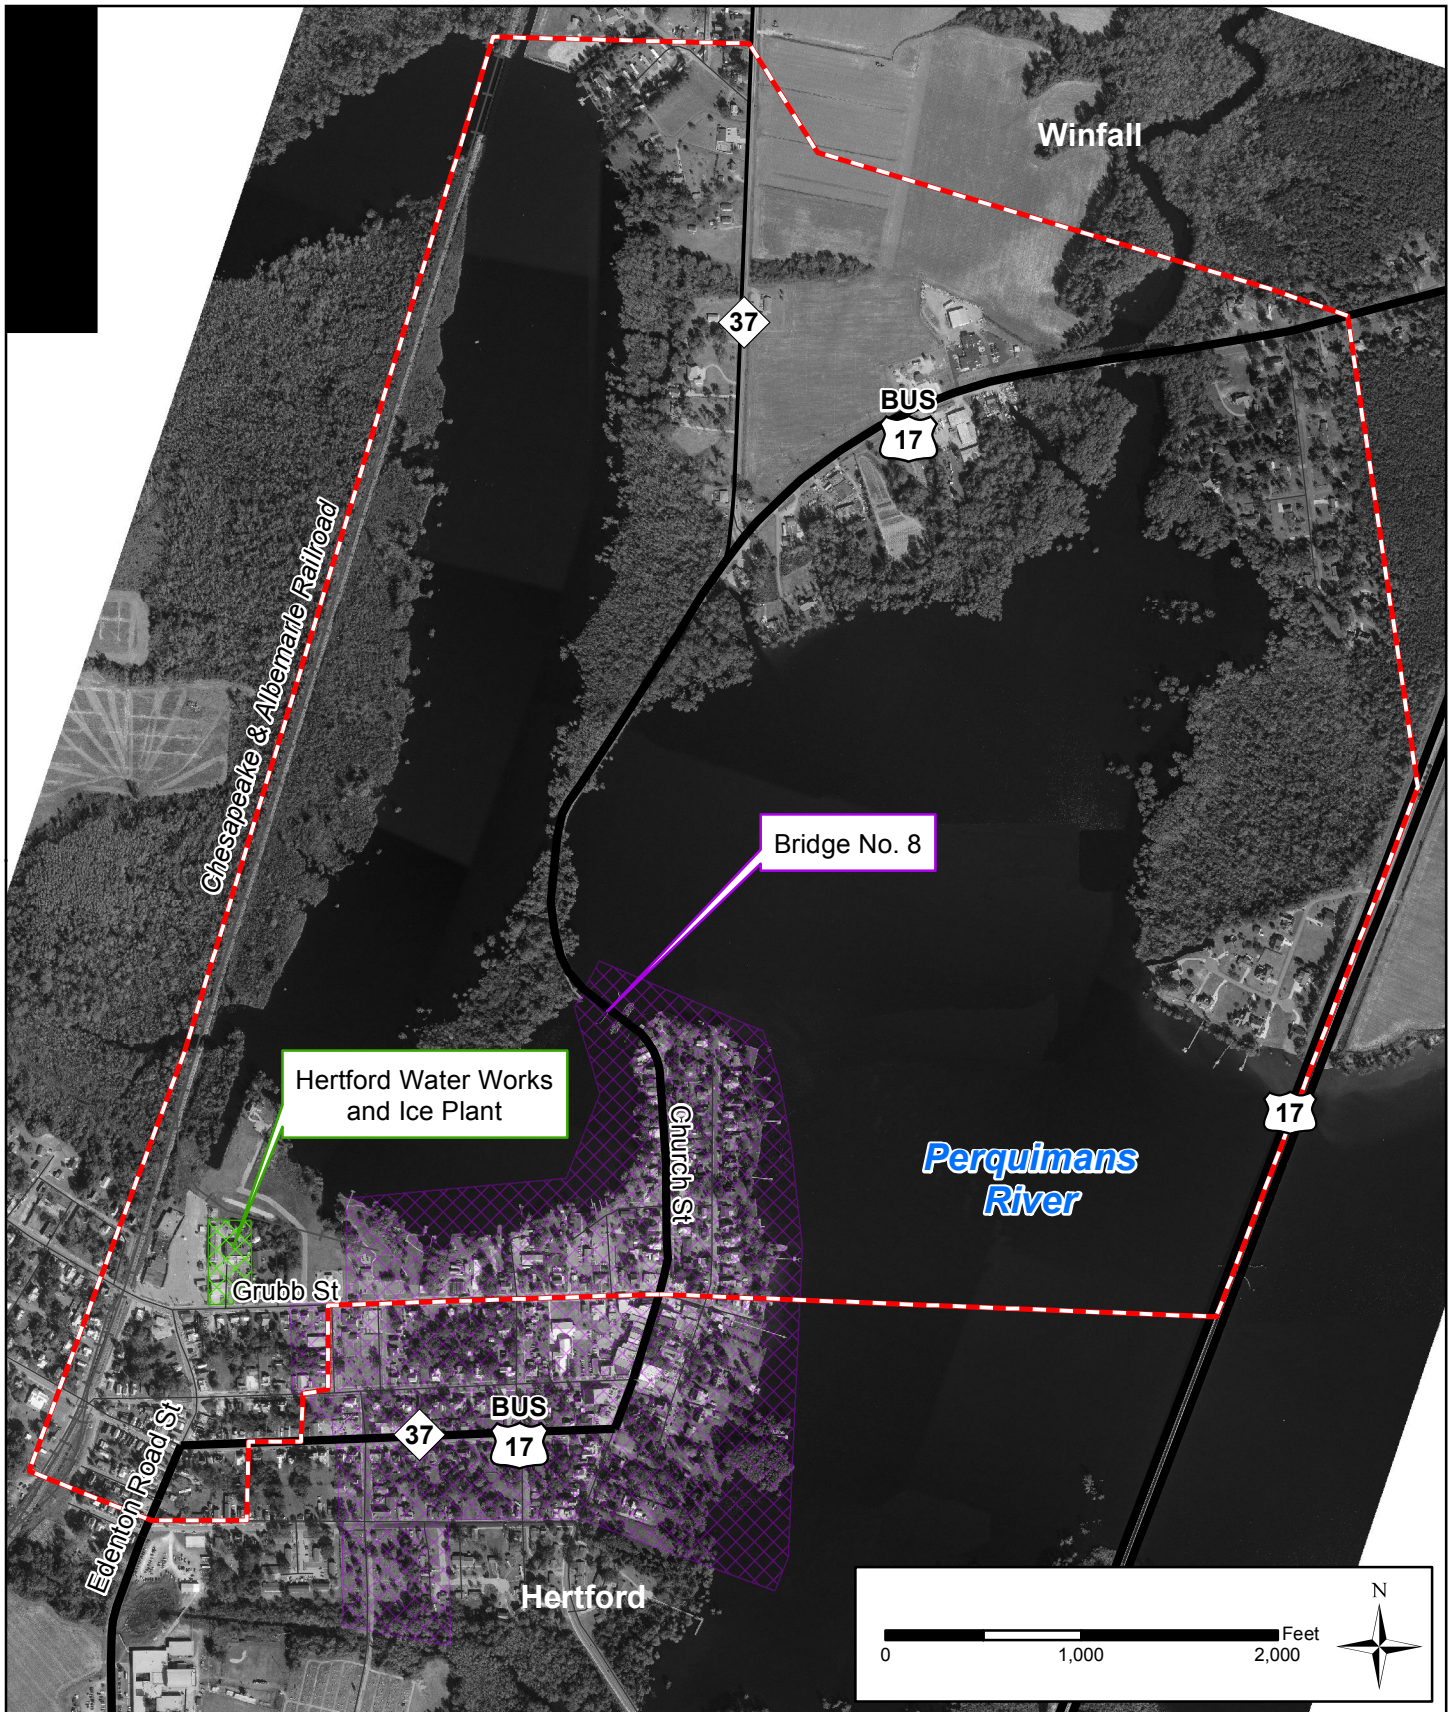 Winfall
37
BUS
17
Chesapeake & Albemarle Railroad
Bridge No. 8
Hertford Water Works
and Ice Plant
Church St
17
Perquimans
River
Grubb St
BUS
37
17
Edenton Road St
Hertford
N
Feet
0
1,000
2,000